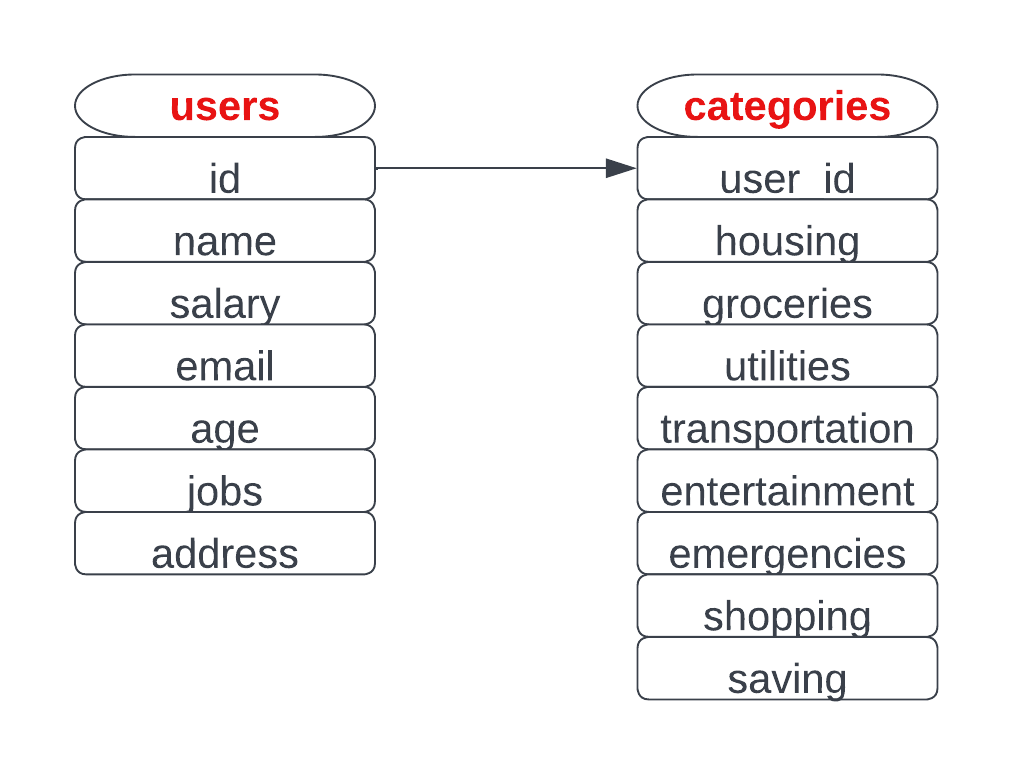 users
id
name
salary
email
age
jobs
address
categories
user_id
housing
groceries
utilities
transportation
entertainment
emergencies
shopping
saving